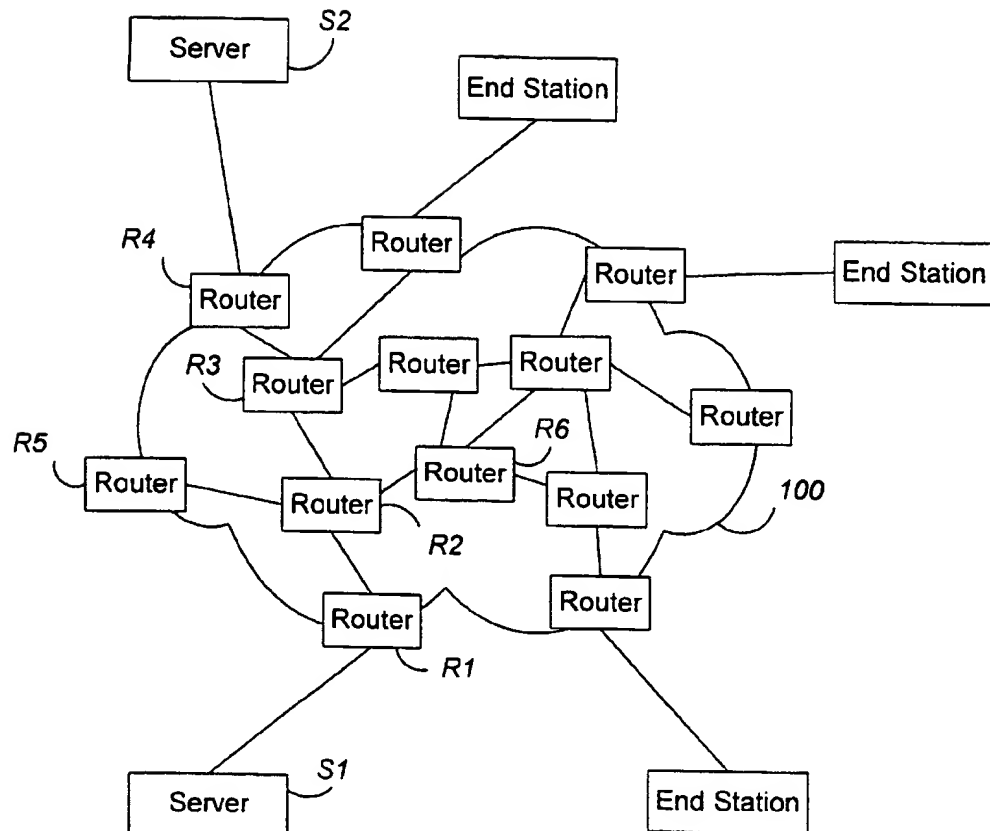 Server
S2
End Station
Router
R4
Router
Router
End Station
R3
Router
Router
Router
Router
R5
Router
Router
R6
Router
Router
100
R2
Router
Router
R1
S1
Server
End Station